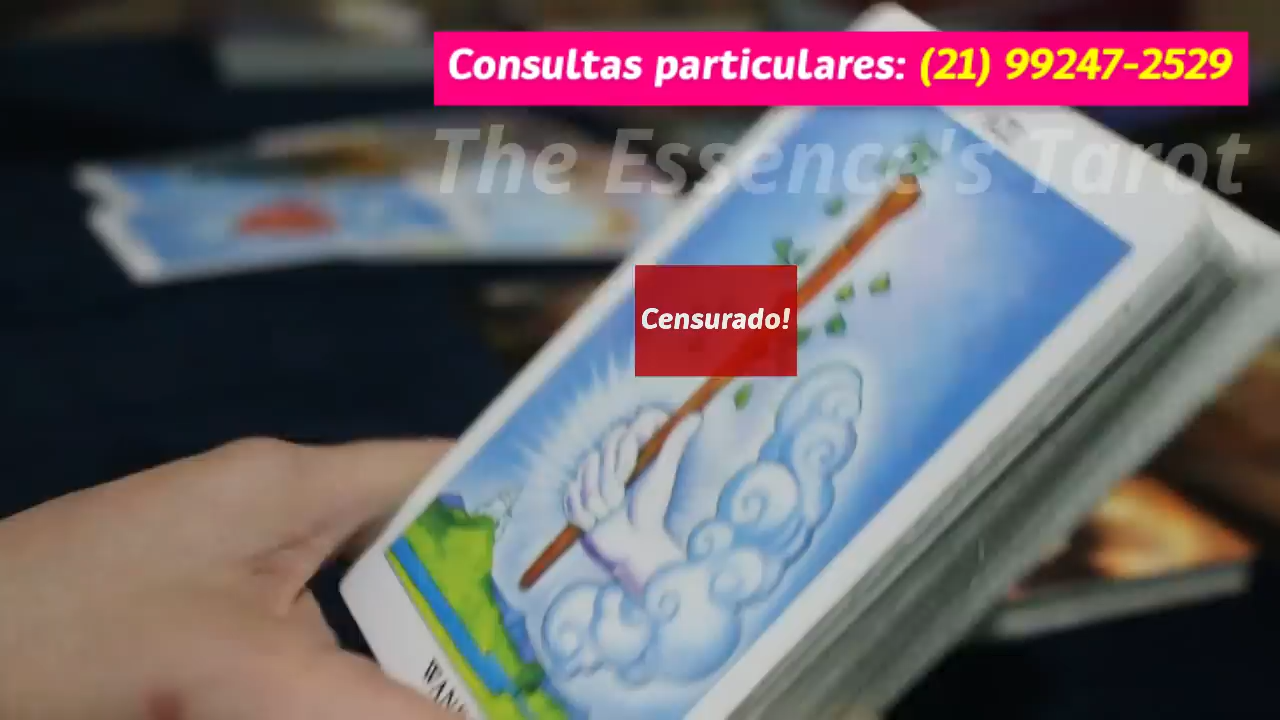 Consultas particulares: (21) 99247-2529
The Essence's Tarot
Censurado!